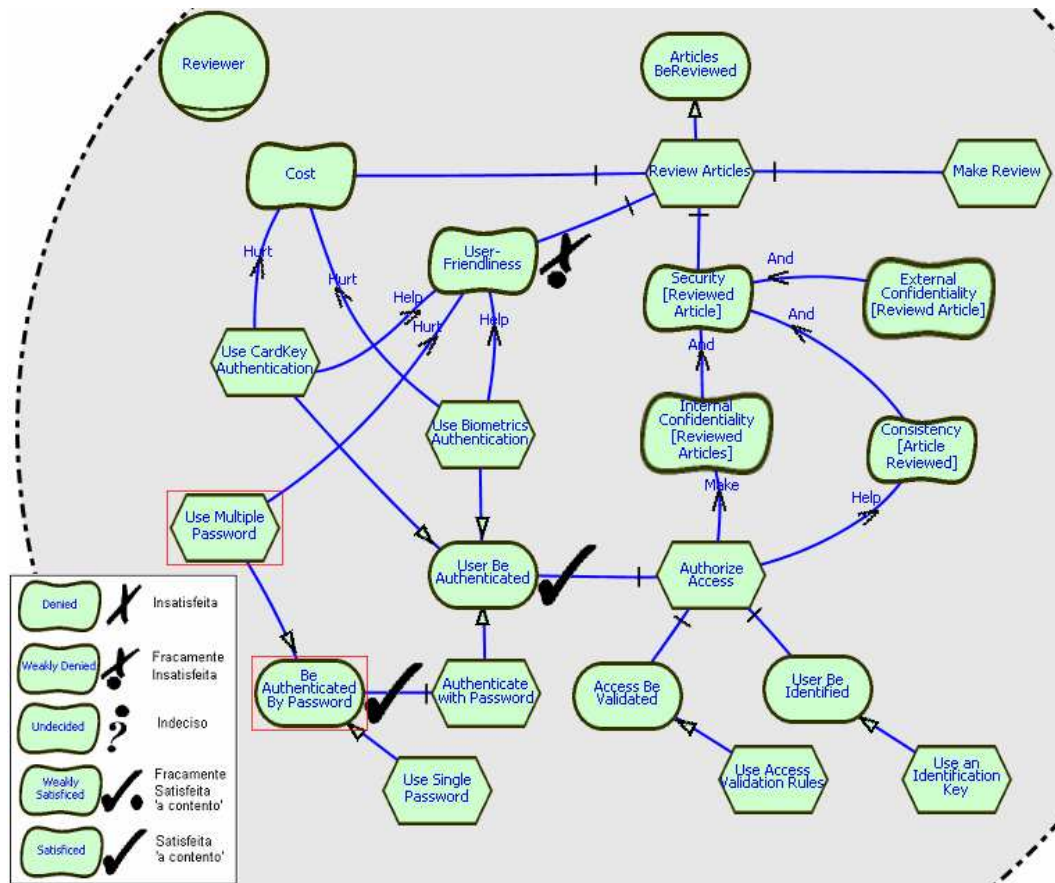 Reviewer
Articles
BeReviewed
Cost
Review Articles
Make Review
User-
Friendliness
Hurt
Hurt
Help
Hurt
Help
Security
[Reviewed
Article]
And
External
Confidentiality
[Reviewd Article]
And
And
Use CardKey
Authentication
Use Biometrics
Authentication
Internal
Confidentiality
[Reviewed
Articles]
Consistency
[Article
Reviewed]
Make
Help
Use Multiple
Password
User Be
Authenticated
Authorize
Access
Be
Authenticated
By Password
Authenticate
with Password
Access Be
Validated
User Be
Identified
Use Single
Password
Use Access
Validation Rules
Use an
Identification
Key
Denied
Insatisfeita
Weakly Denied
Fracamente
Insatisfeita
Undecided
Indeciso
Weakly
Satisficed
Fracamente
Satisfeita
'a contento'
Satisficed
Satisfeita
'a contento'